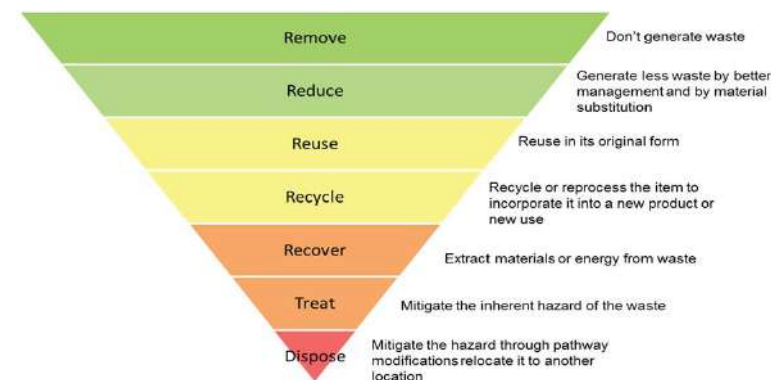 Remove
Don't generate waste
Reduce
Generate less waste by better
management and by material
substitution
Reuse
Reuse in its original form
Recycle
Recycle or reprocess the item to
incorporate it into a new product or
new use
Recover
Extract materials or energy from waste
Treat
Mitigate the inherent hazard of the waste
Dispose
Mitigate the hazard through pathway
modifications relocate it to another
location